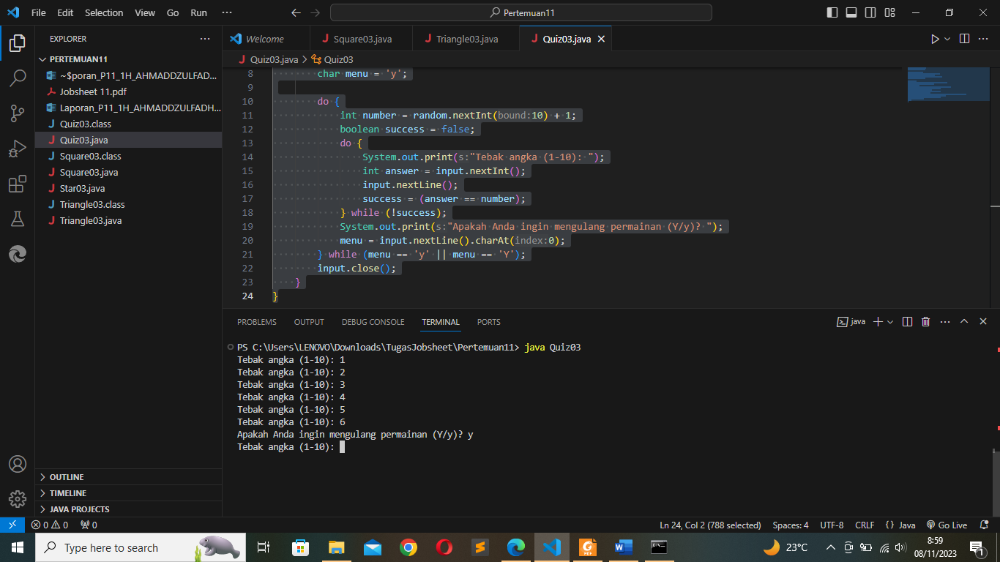 File Edit Selection View Go Run ··· Pertemuan11
EXPLORER ···
PERTEMUAN11
~$poran_P11_1H_AHMADDZULFAD...
Jobsheet 11.pdf
Laporan_P11_1H_AHMADDZULFADH...
Quiz03.class
Quiz03.java
Square03.class
Square03.java
Star03.java
Triangle03.class
Triangle03.java
OUTLINE
TIMELINE
JAVA PROJECTS
Welcome Square03.java Triangle03.java Quiz03.java
Quiz03.java > Quiz03
8 char menu = 'y';
9
10 do {
11 int number = random.nextInt(bound:10) + 1;
12 boolean success = false;
13 do {
14 System.out.print(s:"Tebak angka (1-10): ");
15 int answer = input.nextInt();
16 input.nextLine();
17 success = (answer == number);
18 } while (!success);
19 System.out.print(s:"Apakah Anda ingin mengulang permainan (Y/y)? ");
20 menu = input.nextLine().charAt(index:0);
21 } while (menu == 'y' || menu == 'Y');
22 input.close();
23 }
24 }
PROBLEMS OUTPUT DEBUG CONSOLE TERMINAL PORTS java
PS C:\Users\LENOVO\Downloads\TugasJobsheet\Pertemuan11> java Quiz03
Tebak angka (1-10): 1
Tebak angka (1-10): 2
Tebak angka (1-10): 3
Tebak angka (1-10): 4
Tebak angka (1-10): 5
Tebak angka (1-10): 6
Apakah Anda ingin mengulang permainan (Y/y)? y
Tebak angka (1-10):
0 0 0 Ln 24, Col 2 (788 selected) Spaces: 4 UTF-8 CRLF {} Java Go Live
Type here to search 23°C 8:59
08/11/2023 1